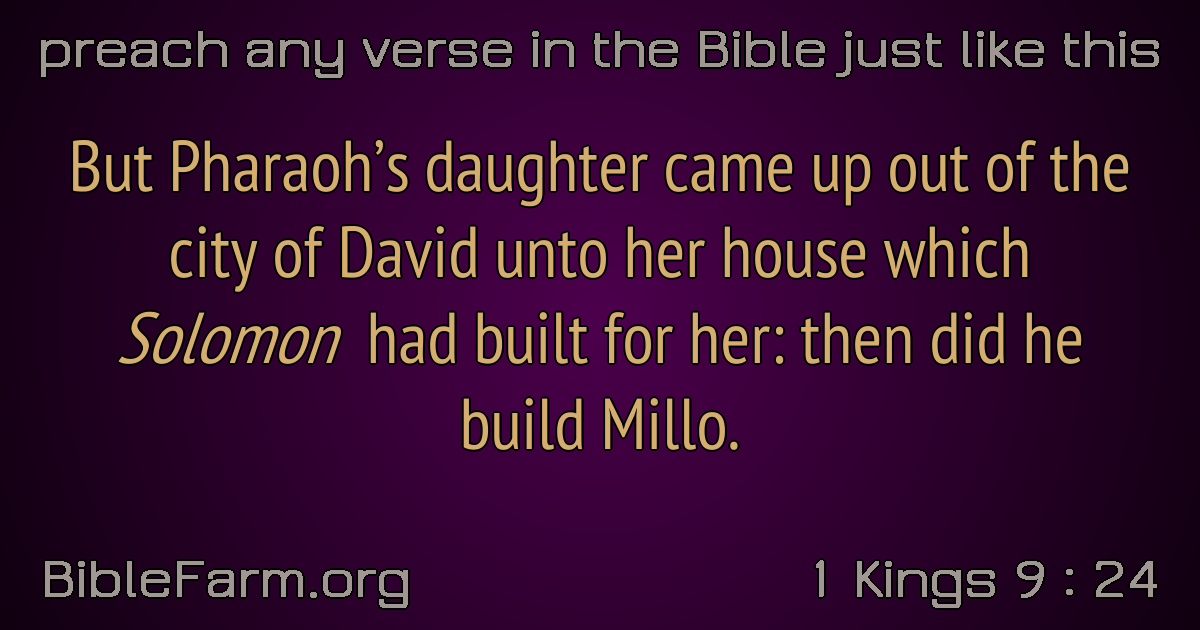 preach any verse in the Bible just like this
But Pharaoh’s daughter came up out of the
city of David unto her house which
Solomon had built for her: then did he
build Millo.
BibleFarm.org
1 Kings 9 : 24